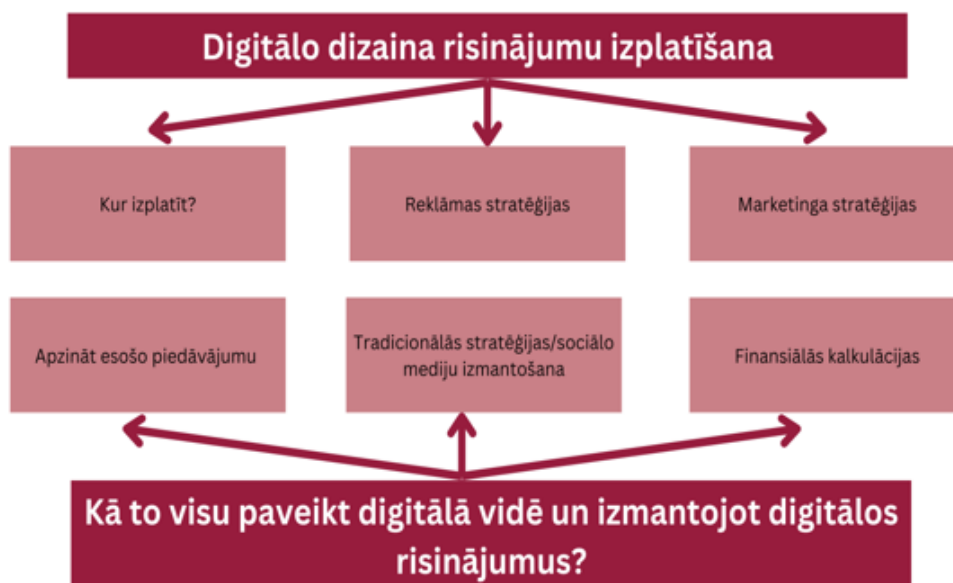 Digitālo dizaina risinājumu izplatīšana
Kur izplatīt?
Reklāmas stratēģijas
Marketinga stratēģijas
Apzināt esošo piedāvājumu
Tradicionālās stratēģijas/sociālo
mediju izmantošana
Finansiālās kalkulācijas
Kā to visu paveikt digitālā vidē un izmantojot digitālos
risinājumus?